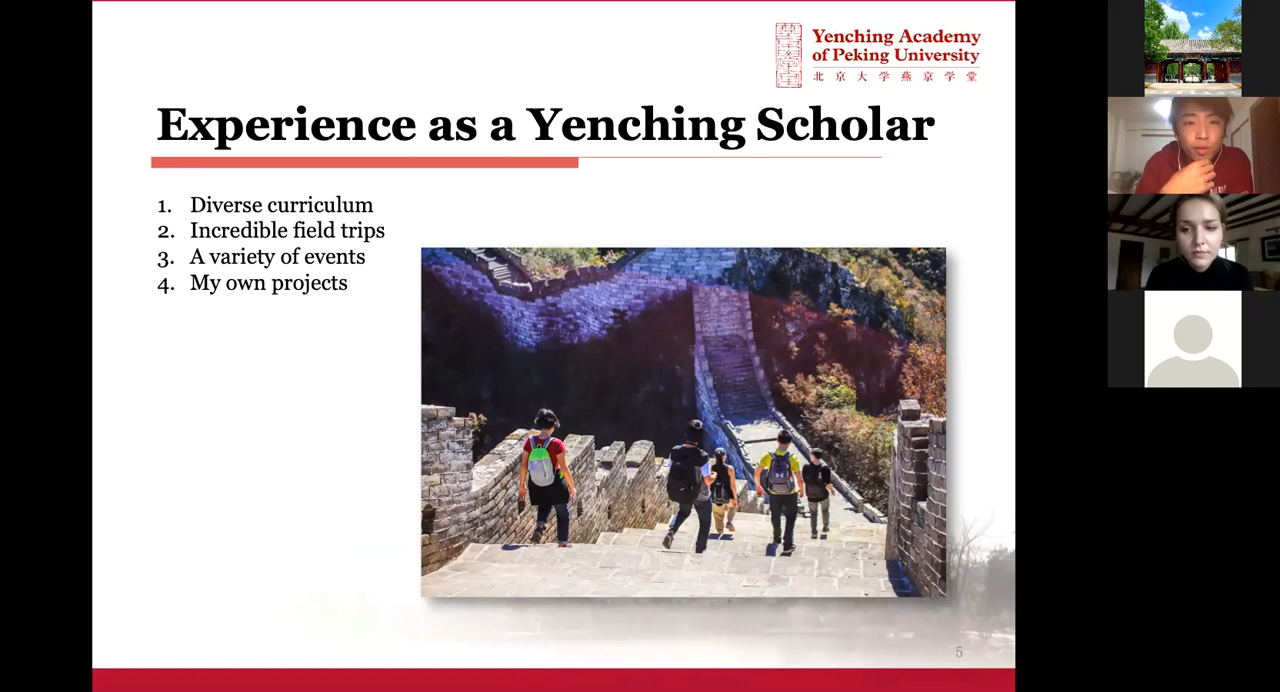 Yenching Academy
of Peking University
北京大学燕京学堂
Experience as a Yenching Scholar
1. Diverse curriculum
2. Incredible field trips
3. A variety of events
4. My own projects
5